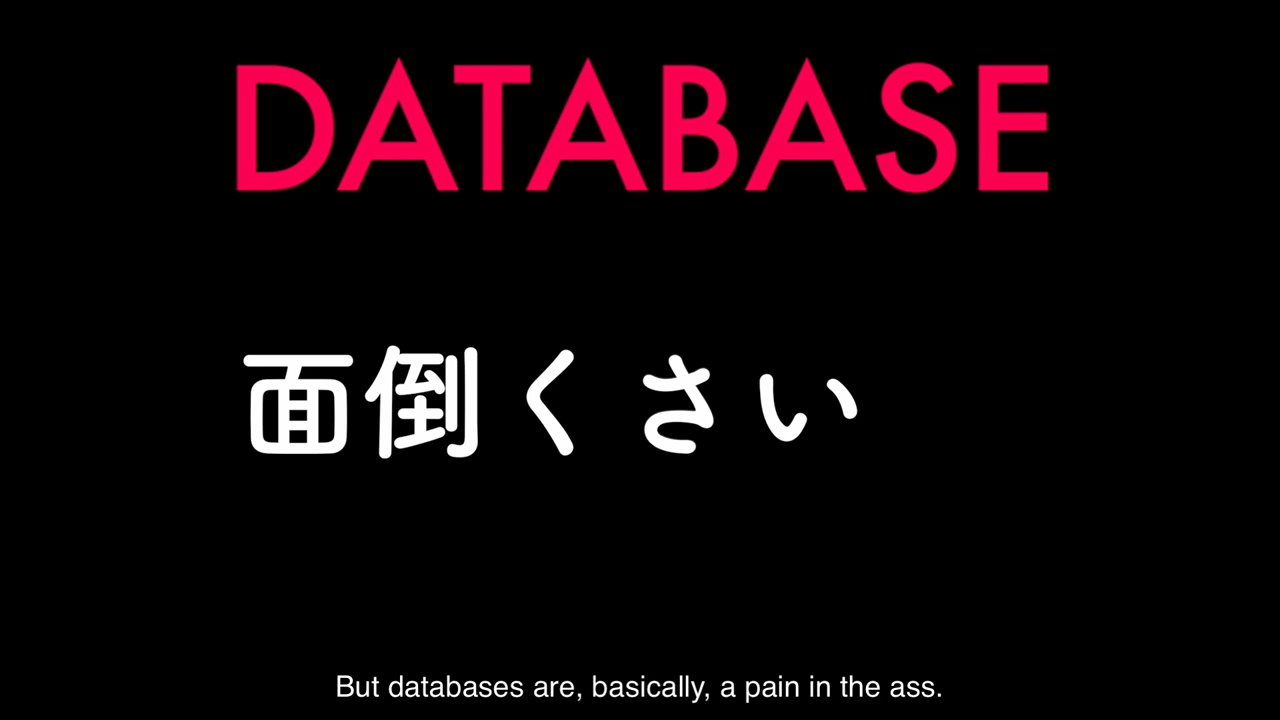 DATABASE
面倒くさい
But databases are, basically, a pain in the ass.